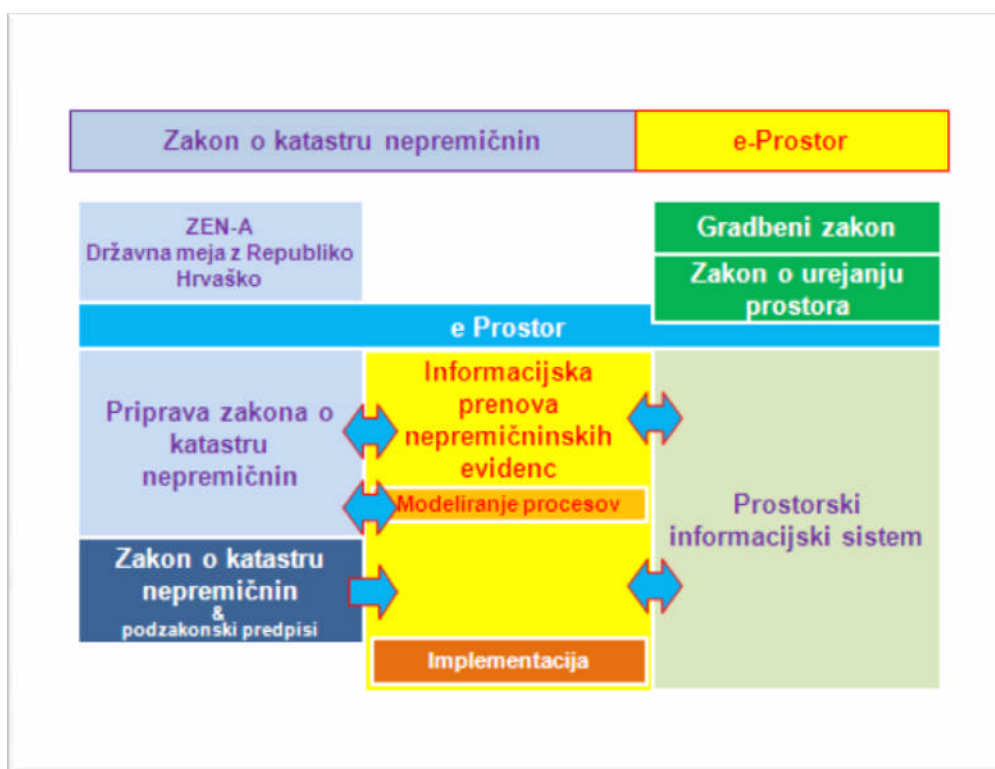 Zakon o katastru nepremičnin
e-Prostor
ZEN-A
Državna meja z Republiko
Hrvaško
Gradbeni zakon
Zakon o urejanju
prostora
e Prostor
Priprava zakona o
katastru
nepremičnin
Informacijska
prenova
nepremičninskih
evidenc
Modeliranje procesov
Prostorski
informacijski sistem
Zakon o katastru
nepremičnin
&
podzakonski predpisi
Implementacija